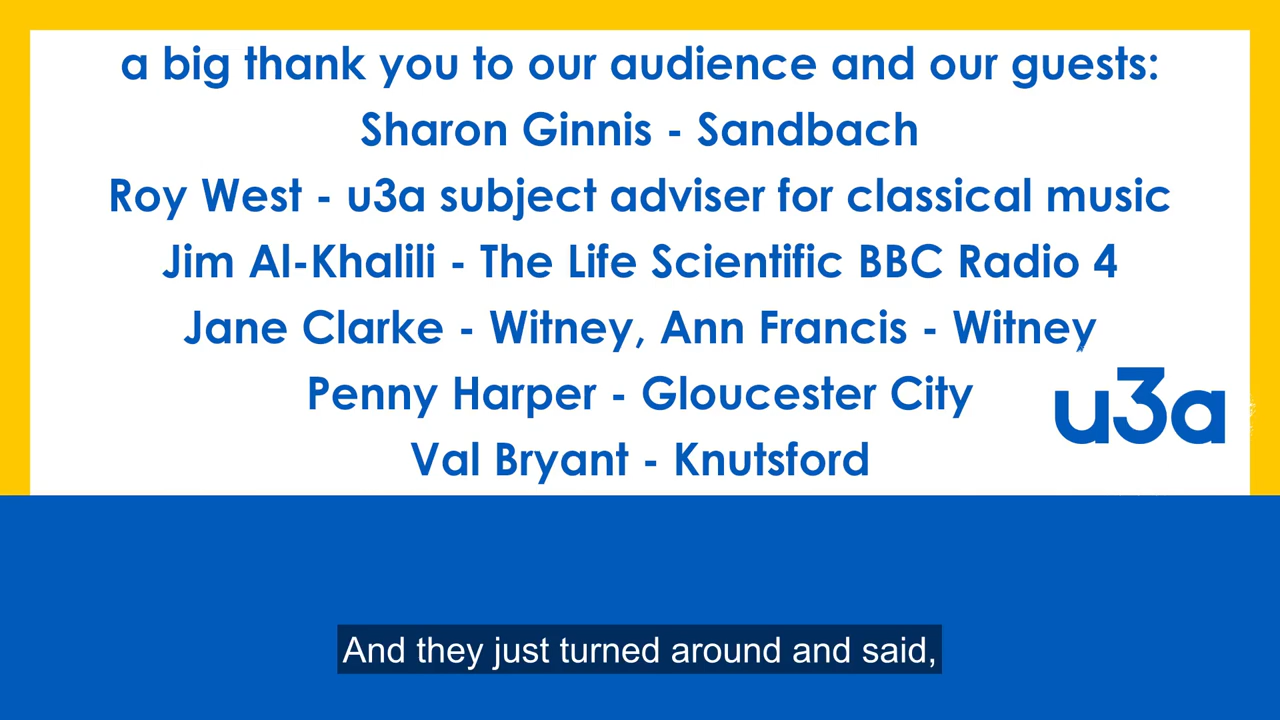 a big thank you to our audience and our guests:
Sharon Ginnis - Sandbach
Roy West - u3a subject adviser for classical music
Jim Al-Khalili - The Life Scientific BBC Radio 4
Jane Clarke - Witney, Ann Francis - Witney
Penny Harper - Gloucester City
u3a
Val Bryant - Knutsford
And they just turned around and said,